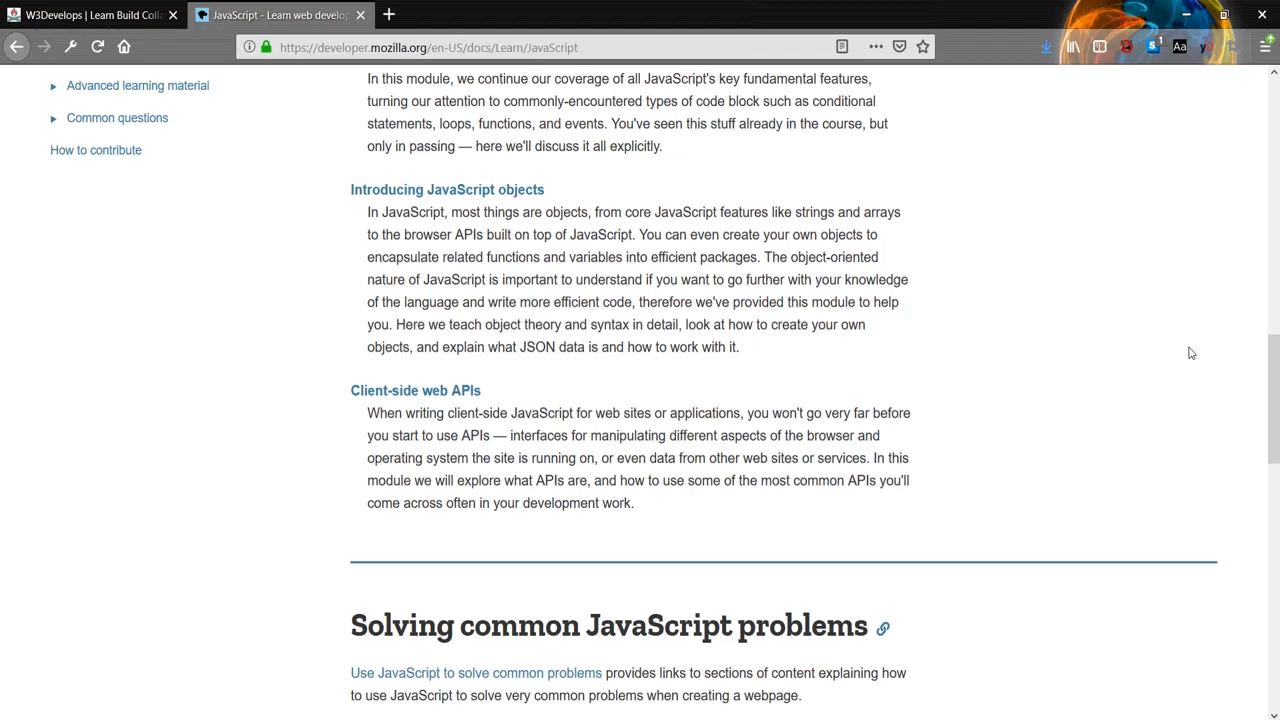 W3Develops | Learn Build Colla
JavaScript - Learn web develop
https://developer.mozilla.org/en-US/docs/Learn/JavaScript
1
Aa
Advanced learning material
Common questions
How to contribute
In this module, we continue our coverage of all JavaScript's key fundamental features,
turning our attention to commonly-encountered types of code block such as conditional
statements, loops, functions, and events. You've seen this stuff already in the course, but
only in passing — here we'll discuss it all explicitly.
Introducing JavaScript objects
In JavaScript, most things are objects, from core JavaScript features like strings and arrays
to the browser APIs built on top of JavaScript. You can even create your own objects to
encapsulate related functions and variables into efficient packages. The object-oriented
nature of JavaScript is important to understand if you want to go further with your knowledge
of the language and write more efficient code, therefore we've provided this module to help
you. Here we teach object theory and syntax in detail, look at how to create your own
objects, and explain what JSON data is and how to work with it.
Client-side web APIs
When writing client-side JavaScript for web sites or applications, you won't go very far before
you start to use APIs — interfaces for manipulating different aspects of the browser and
operating system the site is running on, or even data from other web sites or services. In this
module we will explore what APIs are, and how to use some of the most common APIs you'll
come across often in your development work.
Solving common JavaScript problems
Use JavaScript to solve common problems provides links to sections of content explaining how
to use JavaScript to solve very common problems when creating a webpage.